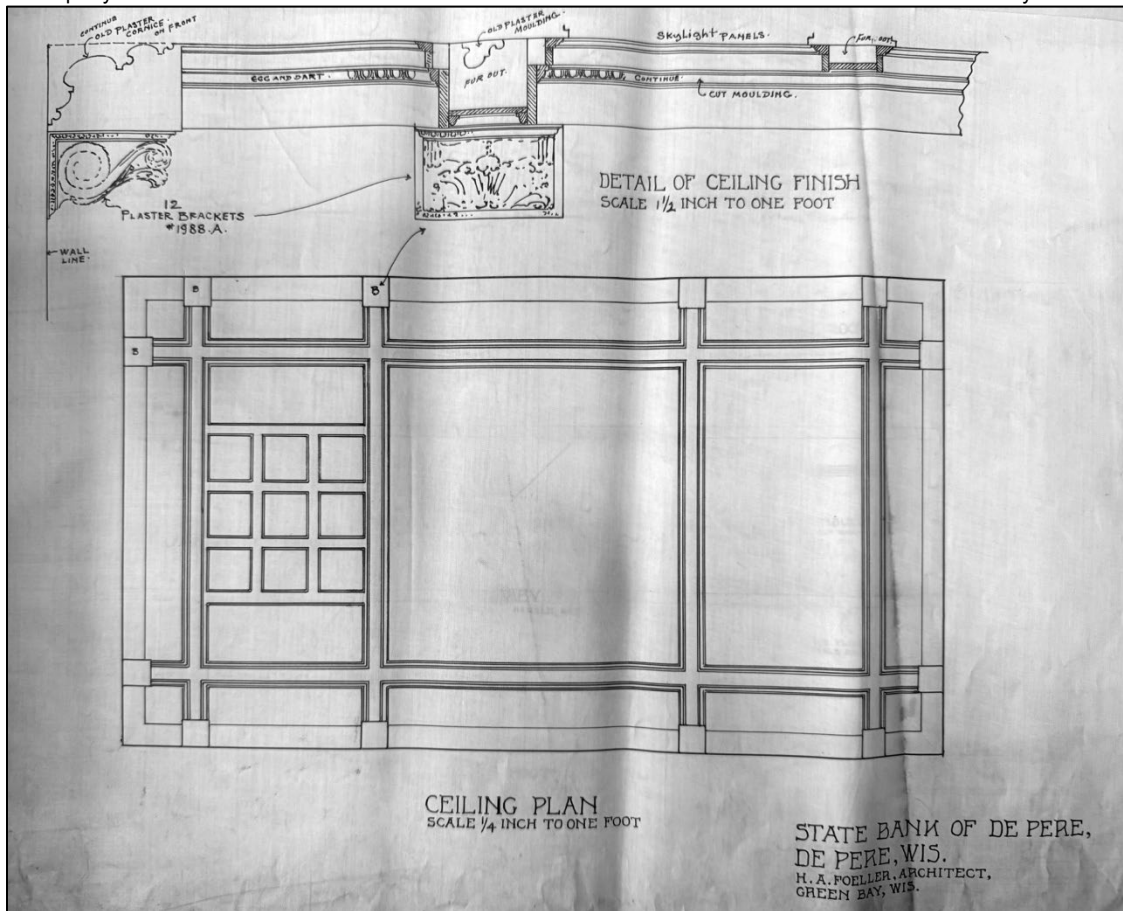 CONTINUE
OLD PLASTER
CORNICE
ON FRONT
OLD PLASTER
MOULDING.
SKYLIGHT PANELS.
EGG AND DART.
FUR OUT.
CONTINUE.
CUT MOULDING.
12
PLASTER BRACKETS
#1988.A.
WALL
LINE.
DETAIL OF CEILING FINISH
SCALE 1½ INCH TO ONE FOOT
B
B
B
CEILING PLAN
SCALE ¼ INCH TO ONE FOOT
STATE BANK OF DE PERE,
DE PERE, WIS.
H. A. FOELLER, ARCHITECT,
GREEN BAY, WIS.